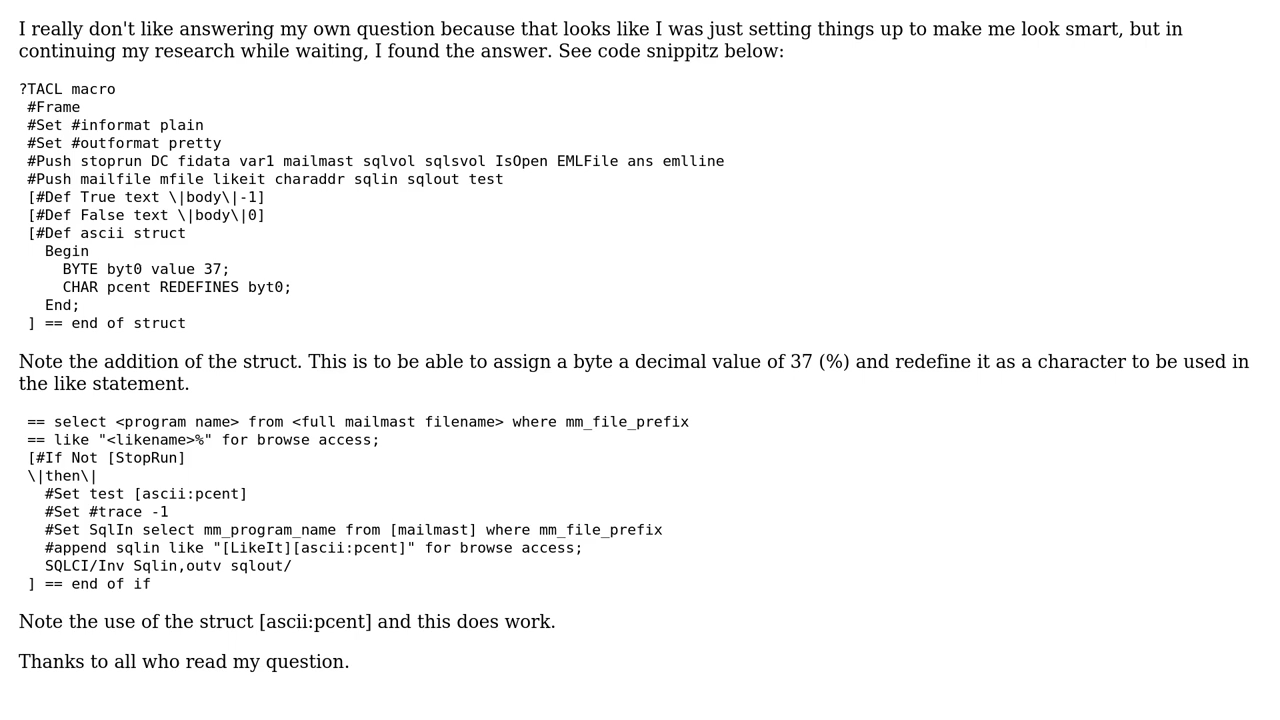 I really don't like answering my own question because that looks like I was just setting things up to make me look smart, but in
continuing my research while waiting, I found the answer. See code snippitz below:
?TACL macro
 #Frame
 #Set #informat plain
 #Set #outformat pretty
 #Push stoprun DC fidata var1 mailmast sqlvol sqlsvol IsOpen EMLFile ans emlline
 #Push mailfile mfile likeit charaddr sqlin sqlout test
 [#Def True text \|body\|-1]
 [#Def False text \|body\|0]
 [#Def ascii struct
   Begin
     BYTE byt0 value 37;
     CHAR pcent REDEFINES byt0;
   End;
 ] == end of struct
Note the addition of the struct. This is to be able to assign a byte a decimal value of 37 (%) and redefine it as a character to be used in
the like statement.
 == select <program name> from <full mailmast filename> where mm_file_prefix
 == like "<likename>%" for browse access;
 [#If Not [StopRun]
 \|then\|
   #Set test [ascii:pcent]
   #Set #trace -1
   #Set SqlIn select mm_program_name from [mailmast] where mm_file_prefix
   #append sqlin like "[LikeIt][ascii:pcent]" for browse access;
   SQLCI/Inv Sqlin,outv sqlout/
 ] == end of if
Note the use of the struct [ascii:pcent] and this does work.
Thanks to all who read my question.